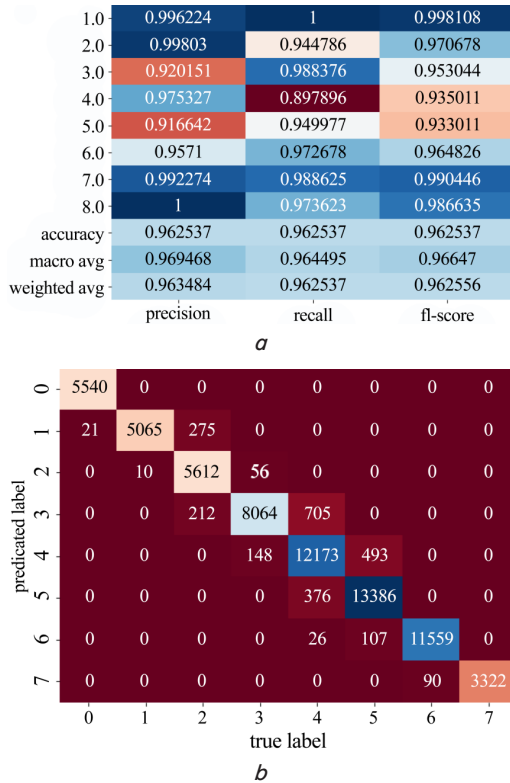 1.0 0.996224 1 0.998108
2.0 0.99803 0.944786 0.970678
3.0 0.920151 0.988376 0.953044
4.0 0.975327 0.897896 0.935011
5.0 0.916642 0.949977 0.933011
6.0 0.9571 0.972678 0.964826
7.0 0.992274 0.988625 0.990446
8.0 1 0.973623 0.986635
accuracy 0.962537 0.962537 0.962537
macro avg 0.969468 0.964495 0.96647
weighted avg 0.963484 0.962537 0.962556
precision recall fl-score
a
predicated label
0 5540 0 0 0 0 0 0 0
1 21 5065 275 0 0 0 0 0
2 0 10 5612 56 0 0 0 0
3 0 0 212 8064 705 0 0 0
4 0 0 0 148 12173 493 0 0
5 0 0 0 0 376 13386 0 0
6 0 0 0 0 26 107 11559 0
7 0 0 0 0 0 0 90 3322
0 1 2 3 4 5 6 7
true label
b